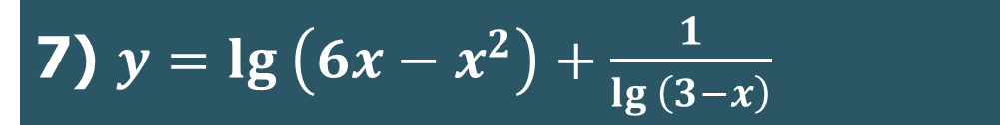 7) y = lg (6x − x²) + 1/lg (3−x)